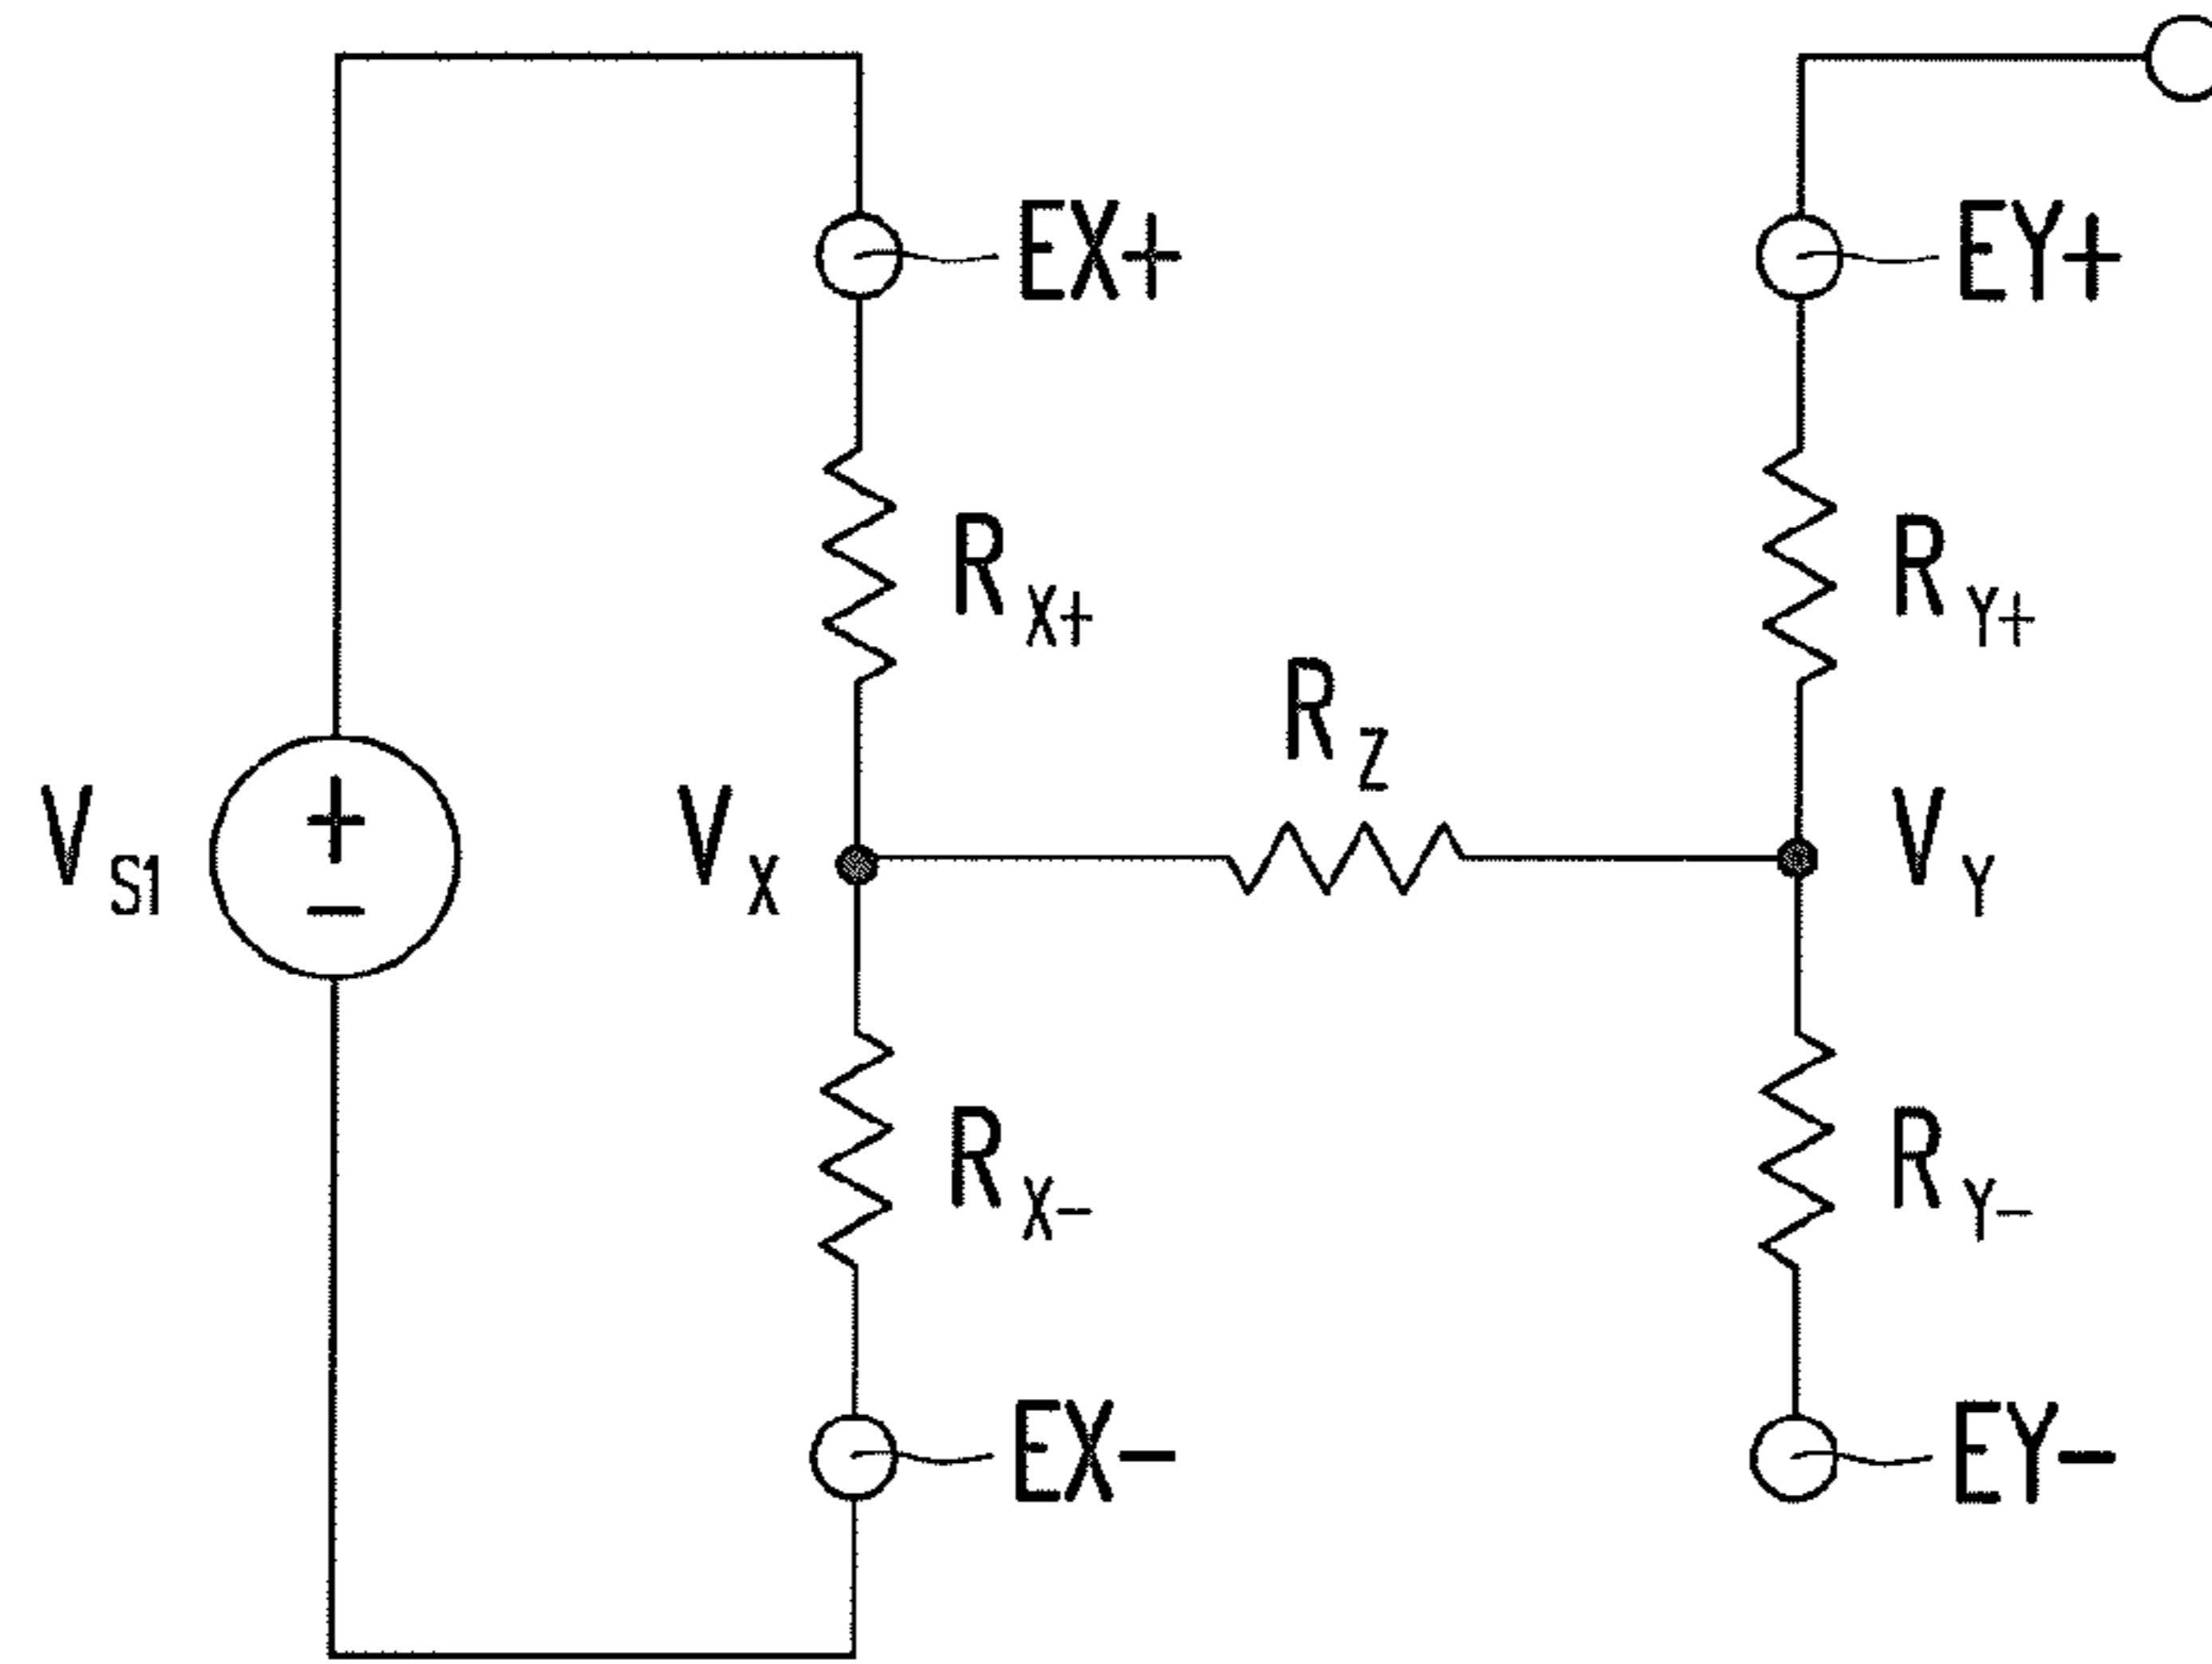 EX+
EY+
R X+
R Y+
R Z
V S1
+
−
V X
V Y
R X−
R Y−
EX−
EY−